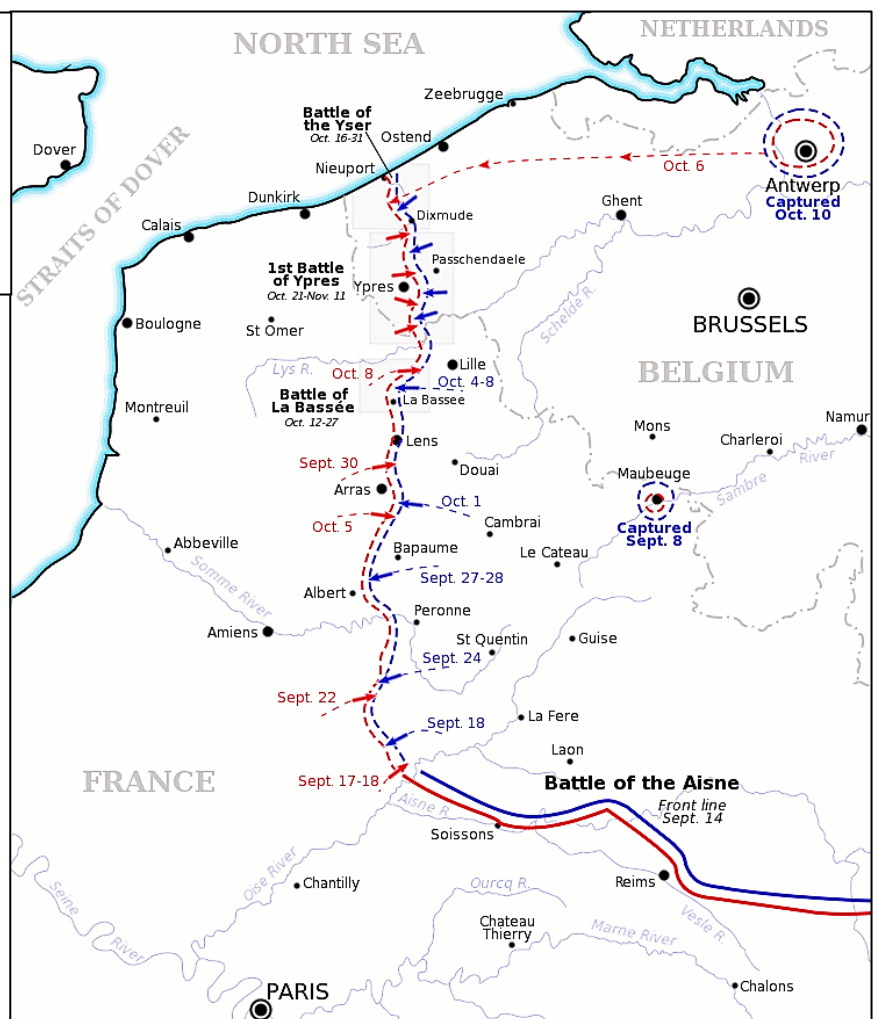 NORTH SEA
NETHERLANDS
Zeebrugge
Battle of
the Yser
Oct. 16-31
Ostend
Dover
Nieuport
Oct. 6
Antwerp
Captured
Oct. 10
STRAITS OF DOVER
Dunkirk
Ghent
Calais
Dixmude
1st Battle
of Ypres
Oct. 21-Nov. 11
Passchendaele
Ypres
Schelde R.
BRUSSELS
Boulogne
St Omer
Lys R.
Oct. 8
Lille
Oct. 4-8
BELGIUM
Battle of
La Bassée
Oct. 12-27
La Bassee
Montreuil
Namur
Mons
Charleroi
Lens
Sambre
River
Sept. 30
Douai
Maubeuge
Arras
Oct. 1
Captured
Sept. 8
Oct. 5
Cambrai
Abbeville
Bapaume
Le Cateau
Somme River
Sept. 27-28
Albert
Peronne
Amiens
St Quentin
Guise
Sept. 24
Sept. 22
Sept. 18
La Fere
Laon
FRANCE
Sept. 17-18
Battle of the Aisne
Front line
Sept. 14
Aisne R
Soissons
Oise River
Chantilly
Ourcq R.
Reims
Seine
River
Chateau
Thierry
Marne River
Vesle R.
PARIS
Chalons